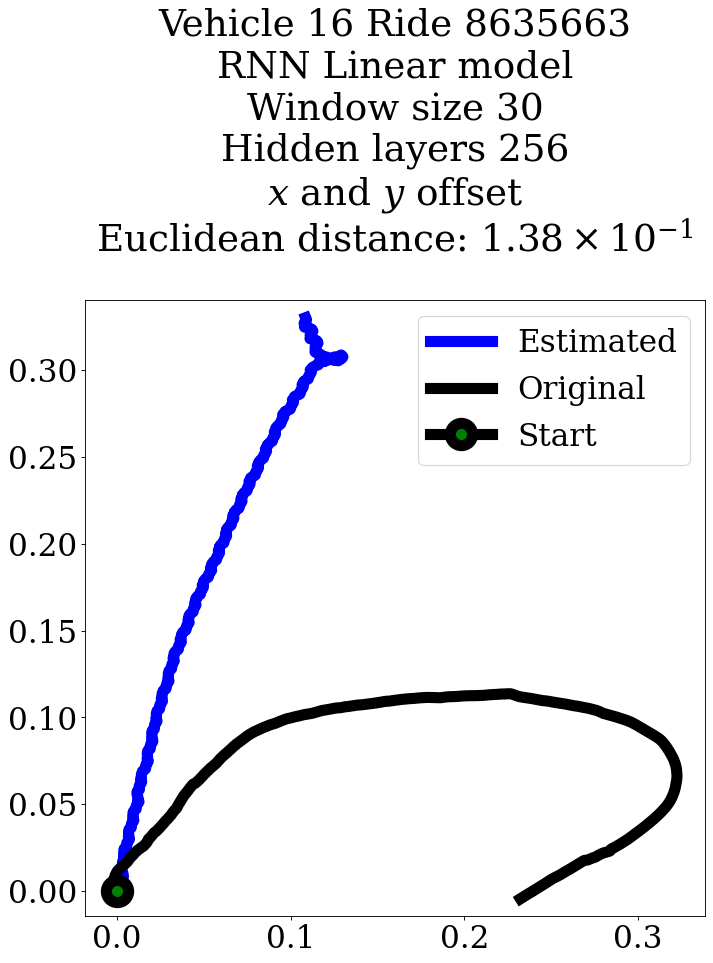 Vehicle 16 Ride 8635663
RNN Linear model
Window size 30
Hidden layers 256
x and y offset
Euclidean distance: 1.38 × 10⁻¹
Estimated
Original
Start
0.30
0.25
0.20
0.15
0.10
0.05
0.00
0.0 0.1 0.2 0.3